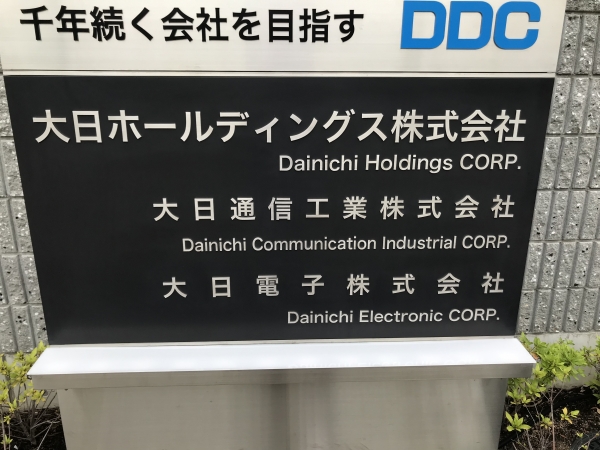 千年続く会社を目指す DDC
大日ホールディングス株式会社
Dainichi Holdings CORP.
大日通信工業株式会社
Dainichi Communication Industrial CORP.
大日電子株式会社
Dainichi Electronic CORP.